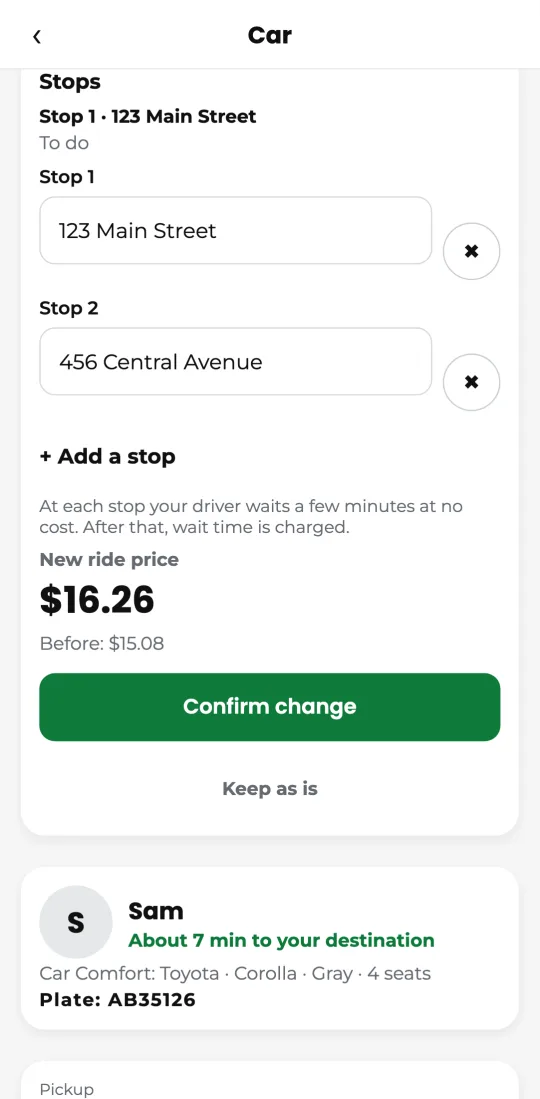 ‹
Car
Stops
Stop 1 · 123 Main Street
To do
Stop 1
123 Main Street
✖
Stop 2
456 Central Avenue
✖
+ Add a stop
At each stop your driver waits a few minutes at no
cost. After that, wait time is charged.
New ride price
$16.26
Before: $15.08
Confirm change
Keep as is
S
Sam
About 7 min to your destination
Car Comfort: Toyota · Corolla · Gray · 4 seats
Plate: AB35126
Pickup